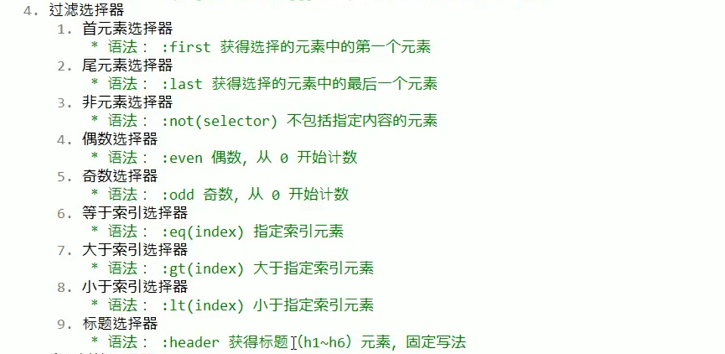 4. 过滤选择器
1. 首元素选择器
* 语法： :first 获得选择的元素中的第一个元素
2. 尾元素选择器
* 语法： :last 获得选择的元素中的最后一个元素
3. 非元素选择器
* 语法： :not(selector) 不包括指定内容的元素
4. 偶数选择器
* 语法： :even 偶数，从 0 开始计数
5. 奇数选择器
* 语法： :odd 奇数，从 0 开始计数
6. 等于索引选择器
* 语法： :eq(index) 指定索引元素
7. 大于索引选择器
* 语法： :gt(index) 大于指定索引元素
8. 小于索引选择器
* 语法： :lt(index) 小于指定索引元素
9. 标题选择器
* 语法： :header 获得标题（h1~h6）元素，固定写法